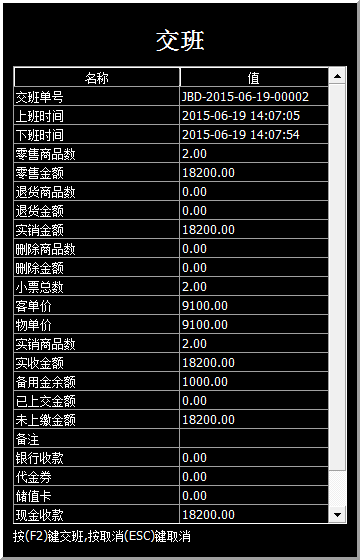 交班
名称 值
交班单号 JBD-2015-06-19-00002
上班时间 2015-06-19 14:07:05
下班时间 2015-06-19 14:07:54
零售商品数 2.00
零售金额 18200.00
退货商品数 0.00
退货金额 0.00
实销金额 18200.00
删除商品数 0.00
删除金额 0.00
小票总数 2.00
客单价 9100.00
物单价 9100.00
实销商品数 2.00
实收金额 18200.00
备用金余额 1000.00
已上交金额 0.00
未上缴金额 18200.00
备注
银行收款 0.00
代金券 0.00
储值卡 0.00
现金收款 18200.00
按(F2)键交班,按取消(ESC)键取消